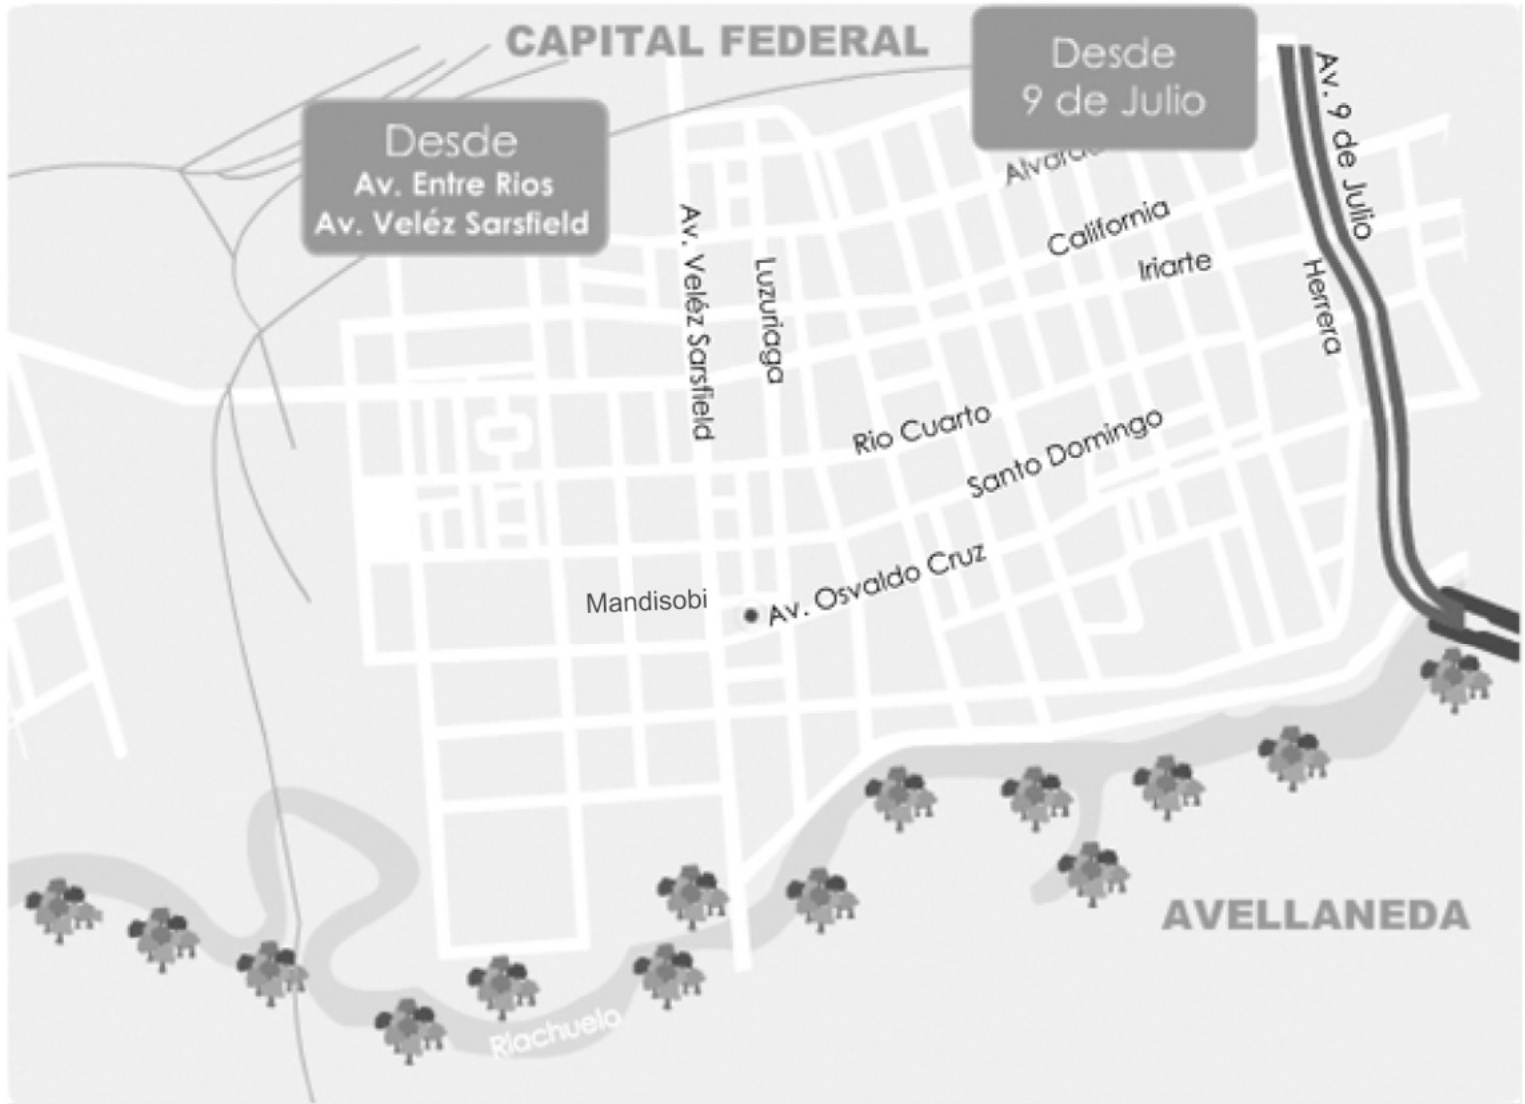 CAPITAL FEDERAL
Desde
9 de Julio
Av. 9 de Julio
Desde
Av. Entre Rios
Av. Veléz Sarsfield
California
Iriarte
Av. Veléz Sarsfield
Luzuriaga
Herrera
Rio Cuarto
Santo Domingo
Av. Osvaldo Cruz
Mandisobi
AVELLANEDA
Riachuelo